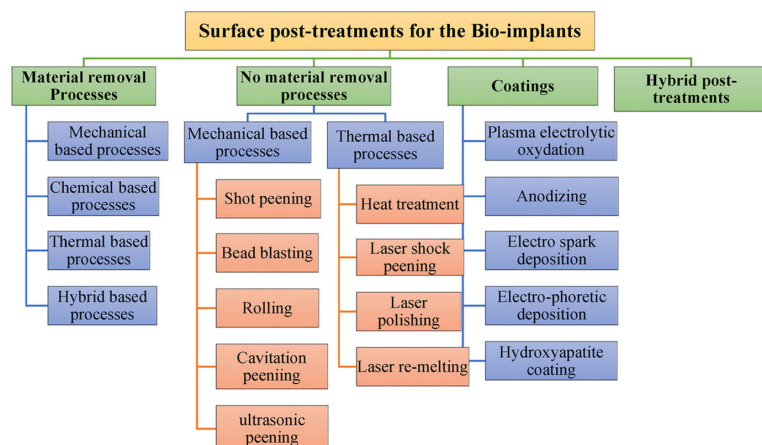 Surface post-treatments for the Bio-implants
Material removal
Processes
No material removal
processes
Coatings
Hybrid post-
treatments
Mechanical
based processes
Chemical based
processes
Thermal based
processes
Hybrid based
processes
Mechanical based
processes
Shot peening
Bead blasting
Rolling
Cavitation
peeniing
ultrasonic
peening
Thermal based
processes
Heat treatment
Laser shock
peening
Laser
polishing
Laser re-melting
Plasma electrolytic
oxydation
Anodizing
Electro spark
deposition
Electro-phoretic
deposition
Hydroxyapatite
coating